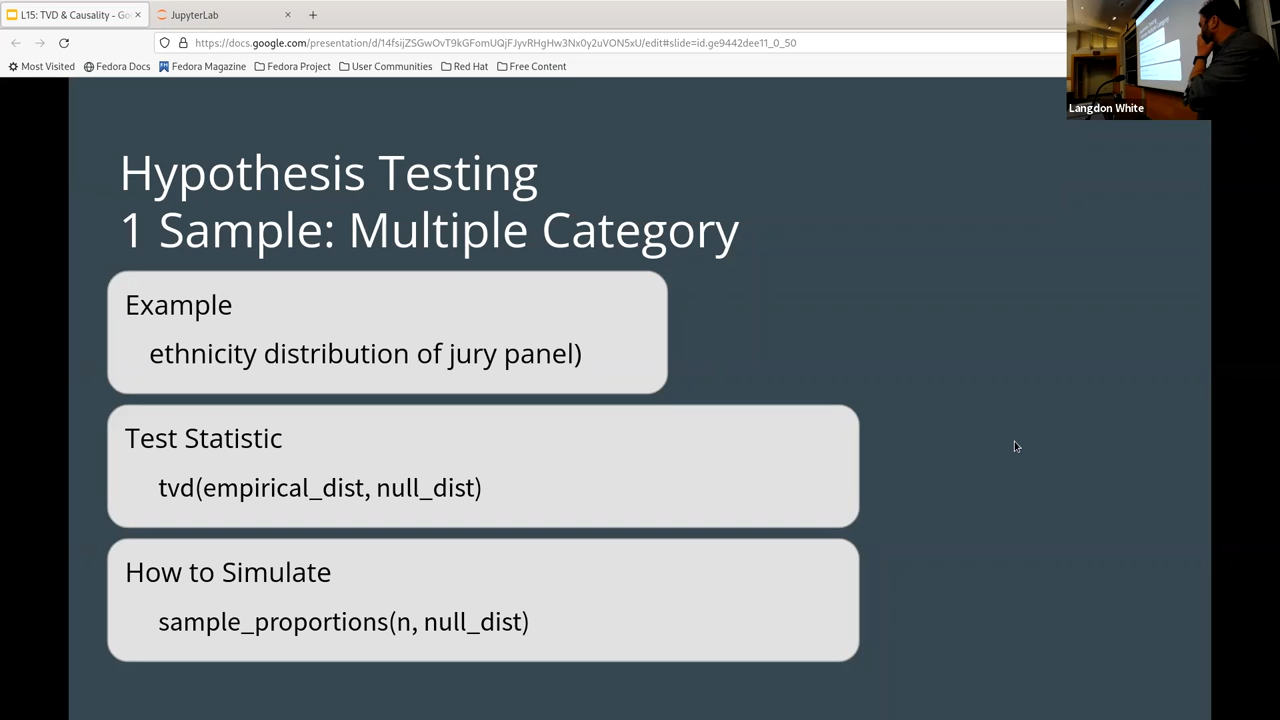 L15: TVD & Causality - Go
JupyterLab
https://docs.google.com/presentation/d/14fsijZSGwOvT9kGFomUQjFJyvRHgHw3Nx0y2uVON5xU/edit#slide=id.ge9442dee11_0_50
Most Visited Fedora Docs Fedora Magazine Fedora Project User Communities Red Hat Free Content
Langdon White
Hypothesis Testing
1 Sample: Multiple Category
Example
ethnicity distribution of jury panel)
Test Statistic
tvd(empirical_dist, null_dist)
How to Simulate
sample_proportions(n, null_dist)